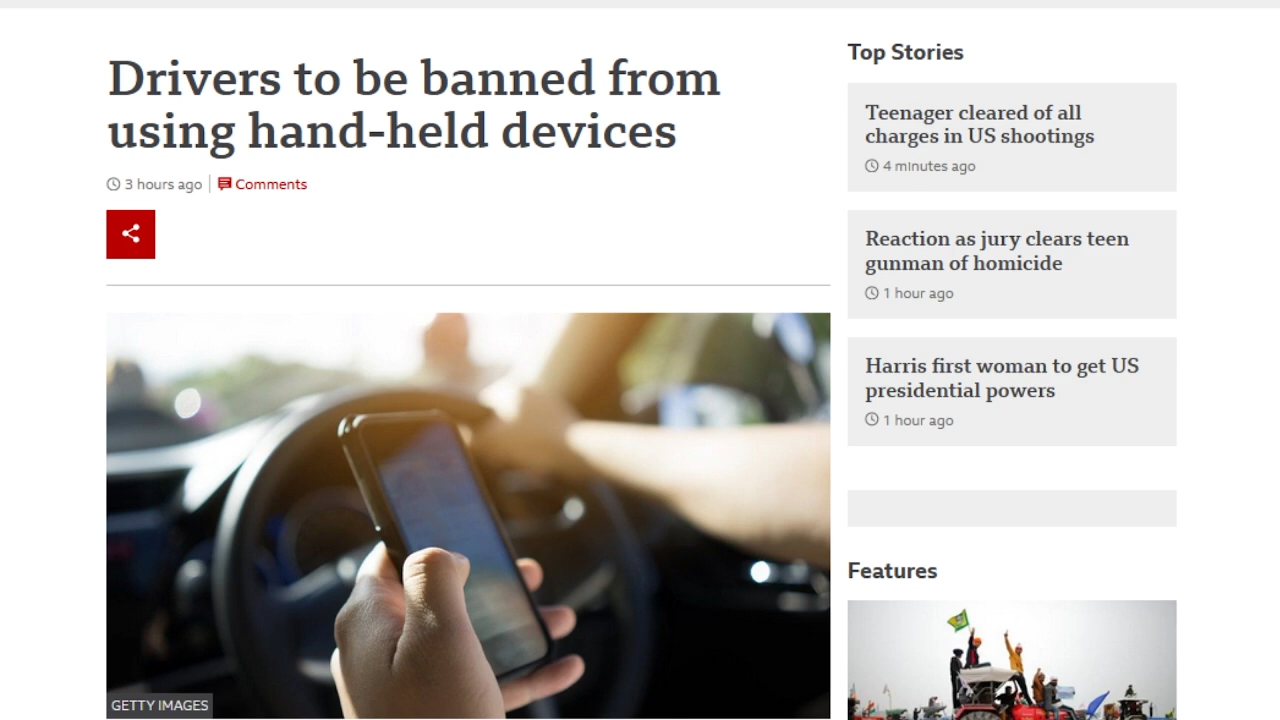 Drivers to be banned from
using hand-held devices
3 hours ago
Comments
GETTY IMAGES
Top Stories
Teenager cleared of all
charges in US shootings
4 minutes ago
Reaction as jury clears teen
gunman of homicide
1 hour ago
Harris first woman to get US
presidential powers
1 hour ago
Features